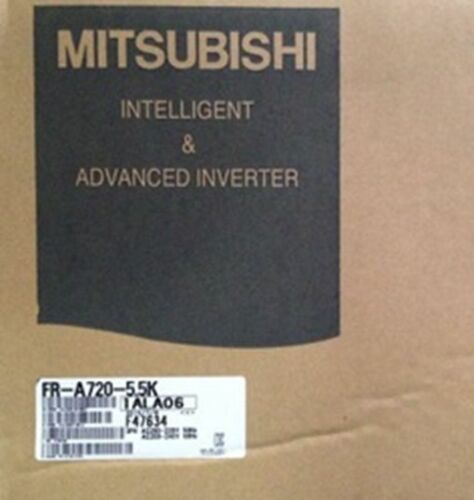 MITSUBISHI
INTELLIGENT
&
ADVANCED INVERTER
FR-A720-5.5K
1ALA06
F47634